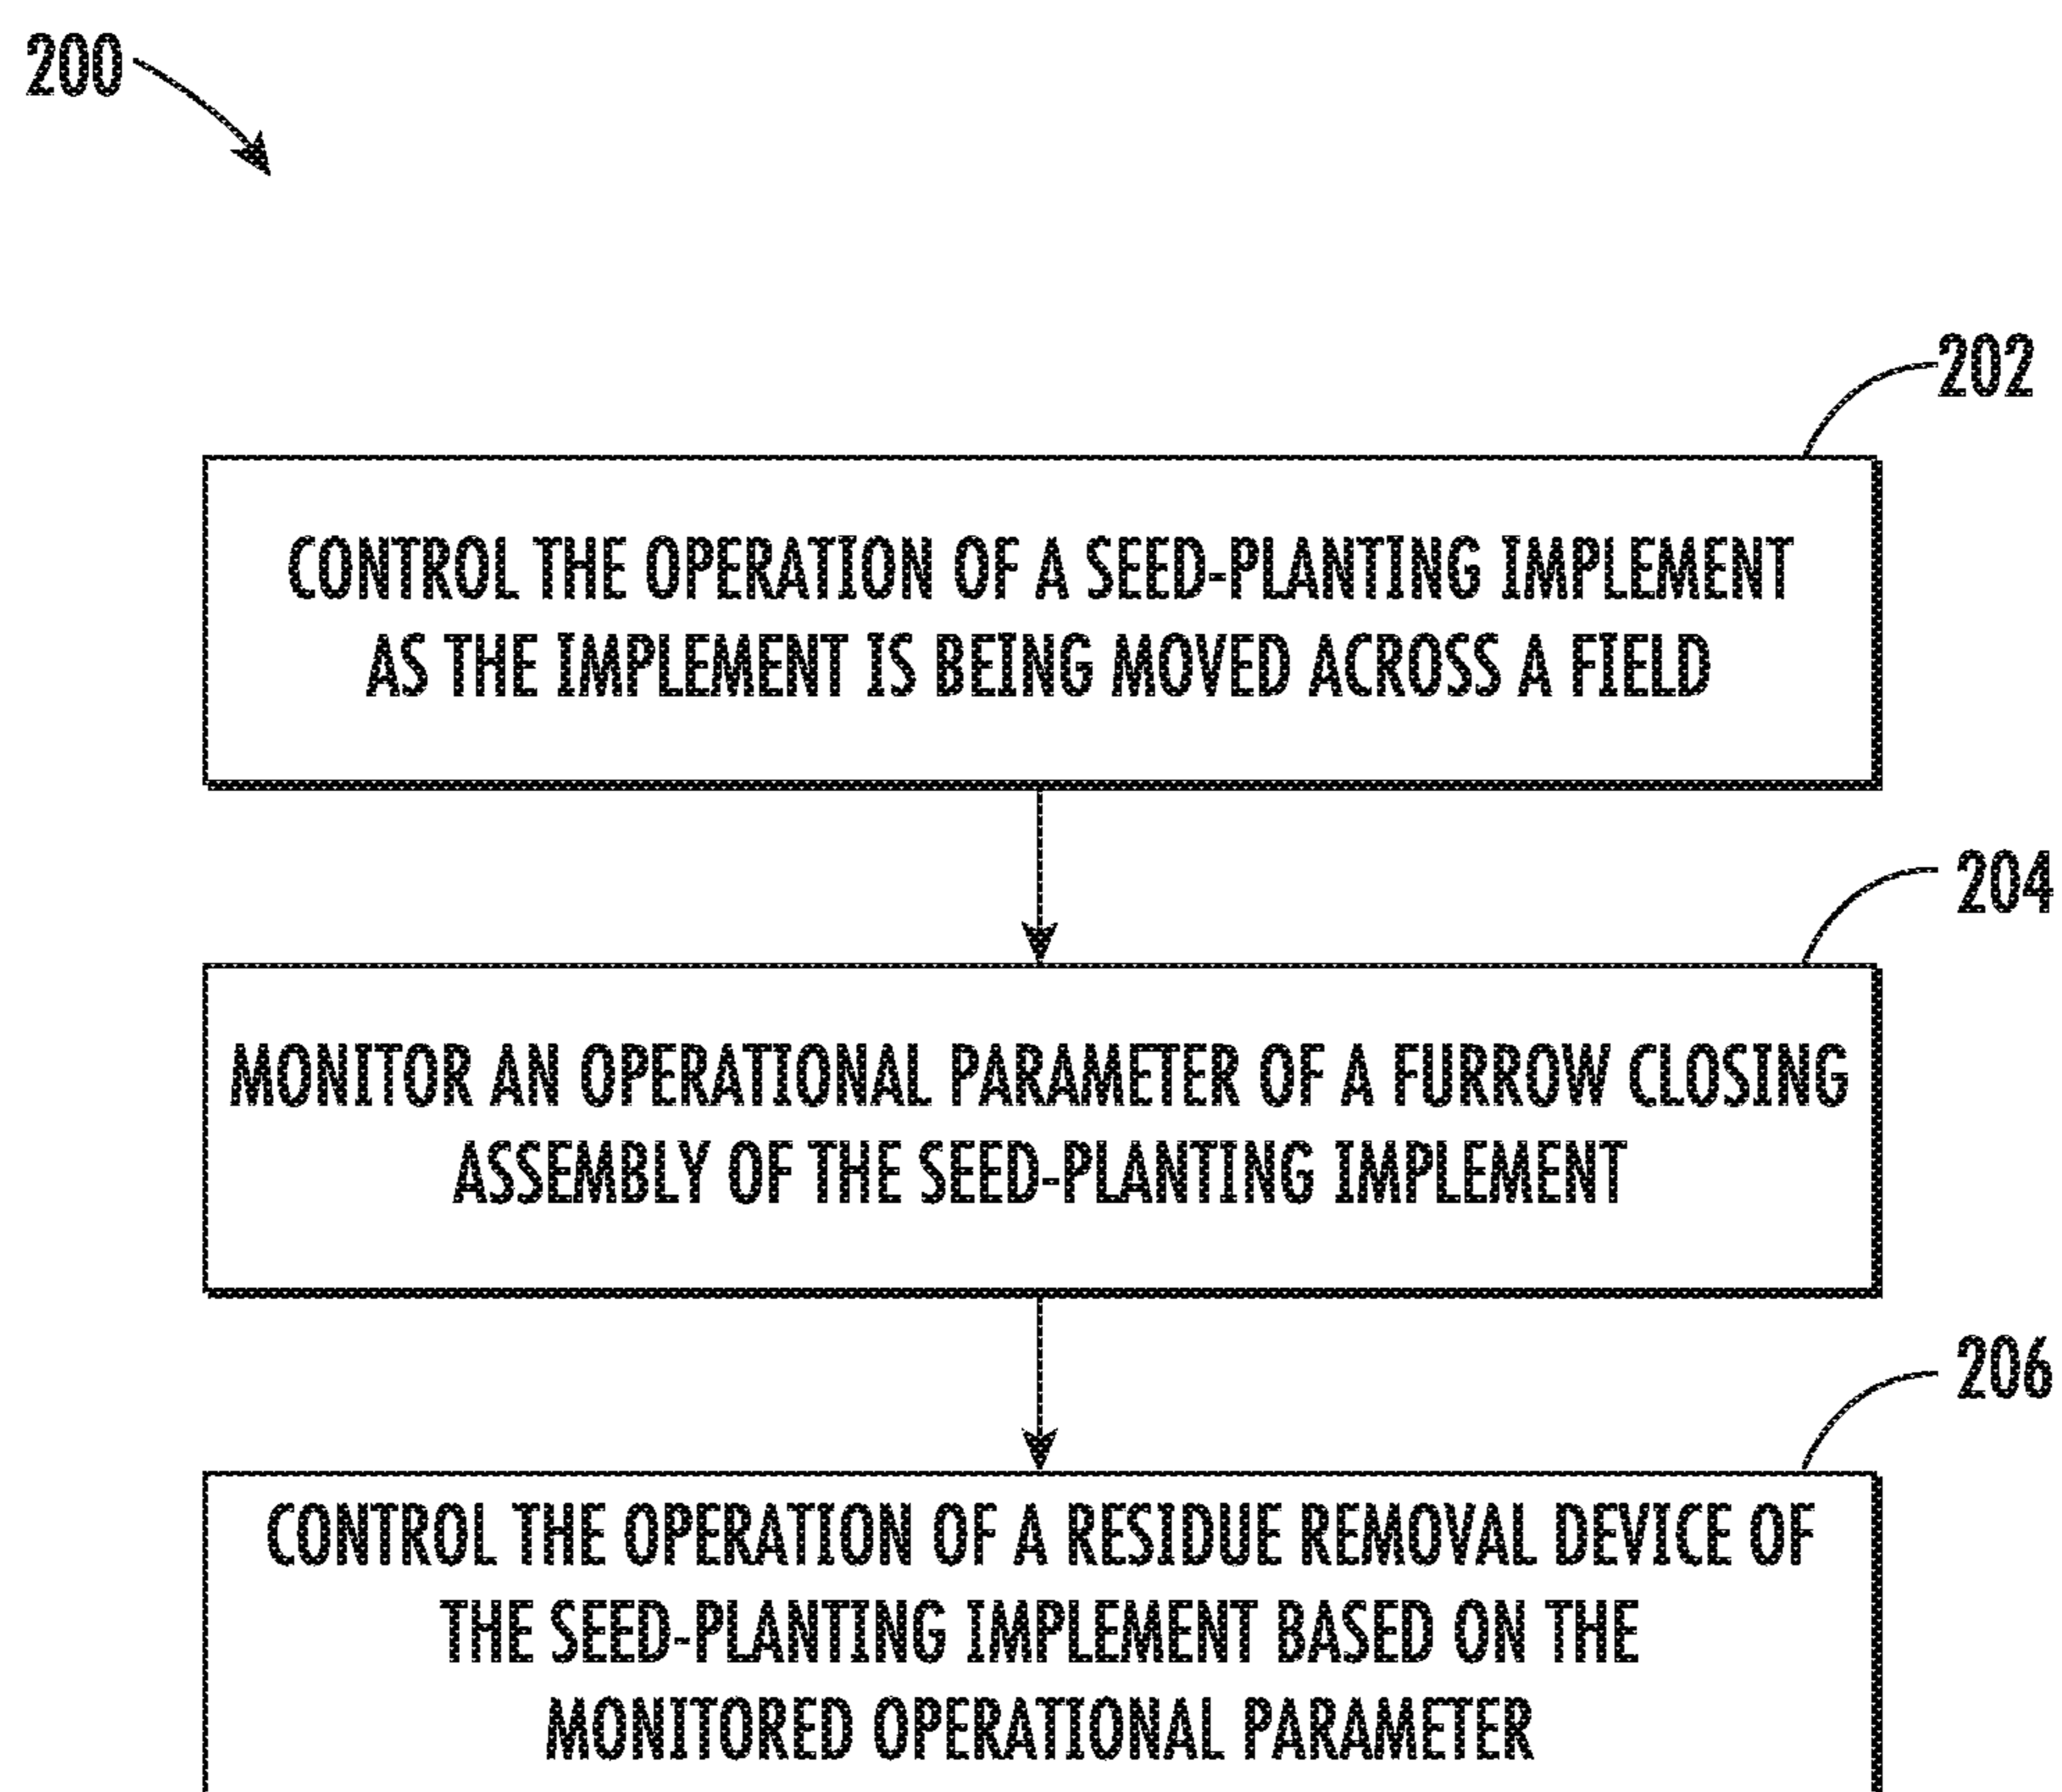 200
202
CONTROL THE OPERATION OF A SEED-PLANTING IMPLEMENT
AS THE IMPLEMENT IS BEING MOVED ACROSS A FIELD
204
MONITOR AN OPERATIONAL PARAMETER OF A FURROW CLOSING
ASSEMBLY OF THE SEED-PLANTING IMPLEMENT
206
CONTROL THE OPERATION OF A RESIDUE REMOVAL DEVICE OF
THE SEED-PLANTING IMPLEMENT BASED ON THE
MONITORED OPERATIONAL PARAMETER